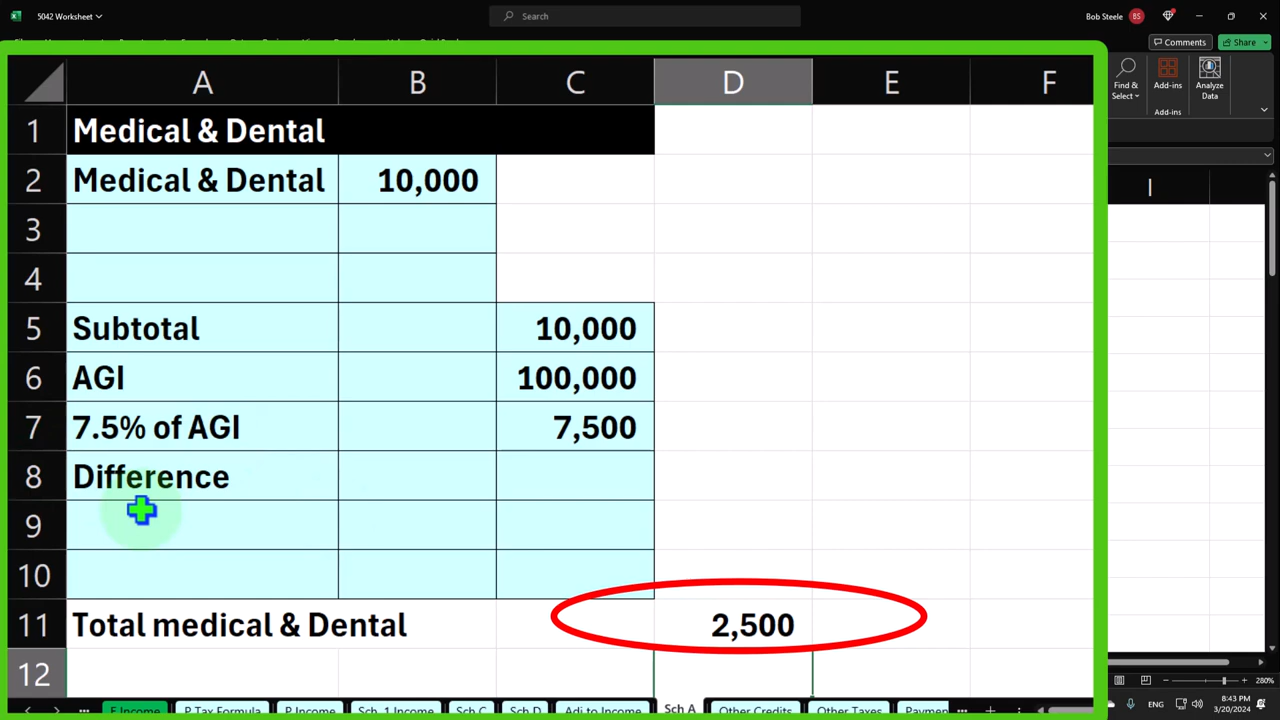 5042 Worksheet
Search
Bob Steele
BS
Comments
Share
Find &
Select
Add-ins
Analyze
Data
Add-ins
A B C D E F
I
1 Medical & Dental
2 Medical & Dental 10,000
3
4
5 Subtotal 10,000
6 AGI 100,000
7 7.5% of AGI 7,500
8 Difference
9
10
11 Total medical & Dental 2,500
12
F Income P Tax Formula P Income Sch. 1 Income Sch C Sch D Adj to Income Sch A Other Credits Other Taxes Paymen
280%
ENG
8:43 PM
3/20/2024